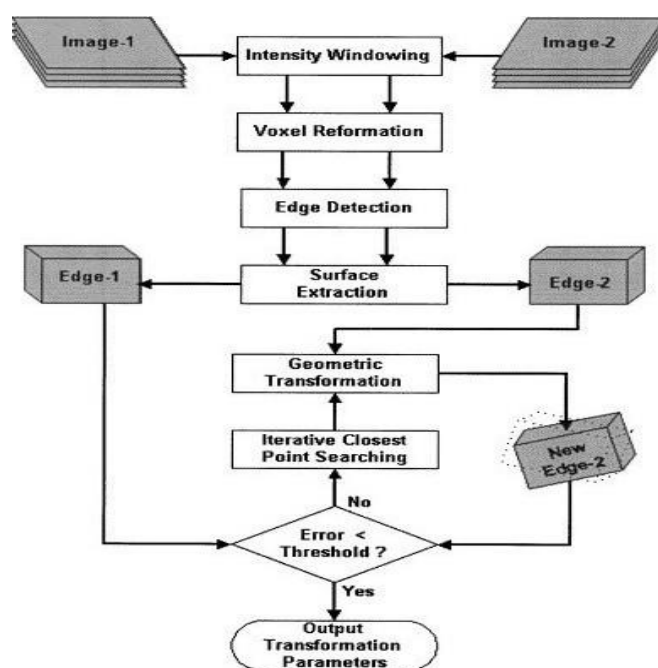 Image-1
Image-2
Intensity Windowing
Voxel Reformation
Edge Detection
Edge-1
Surface
Extraction
Edge-2
Geometric
Transformation
Iterative Closest
Point Searching
New
Edge-2
No
Error <
Threshold ?
Yes
Output
Transformation
Parameters